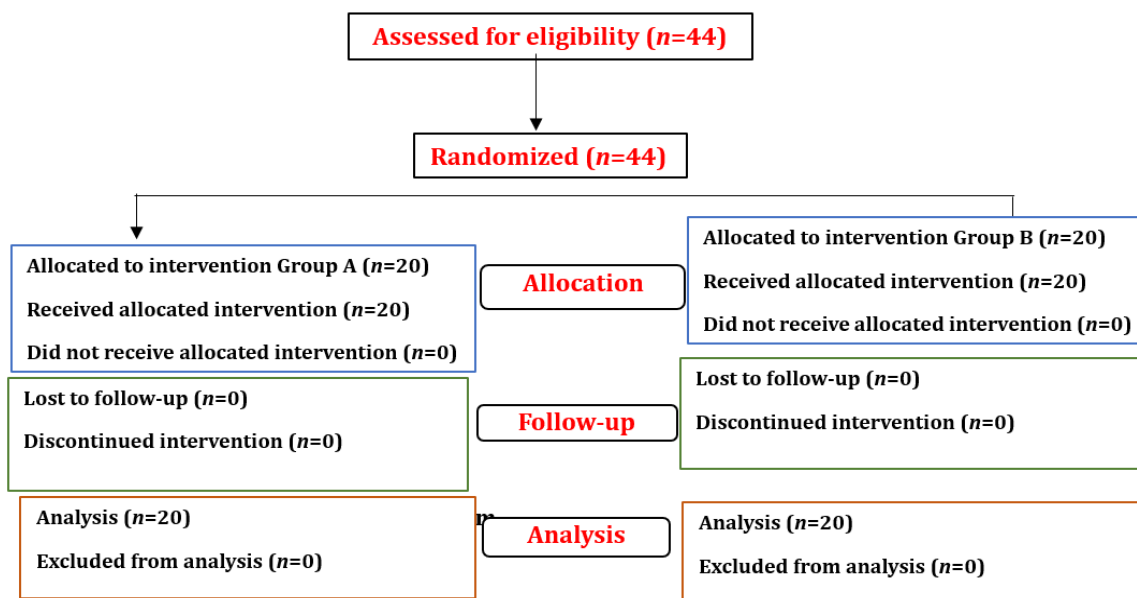 Assessed for eligibility (n=44)
Randomized (n=44)
Allocated to intervention Group A (n=20)
Received allocated intervention (n=20)
Did not receive allocated intervention (n=0)
Allocation
Allocated to intervention Group B (n=20)
Received allocated intervention (n=20)
Did not receive allocated intervention (n=0)
Lost to follow-up (n=0)
Discontinued intervention (n=0)
Follow-up
Lost to follow-up (n=0)
Discontinued intervention (n=0)
Analysis (n=20)
Excluded from analysis (n=0)
Analysis
Analysis (n=20)
Excluded from analysis (n=0)